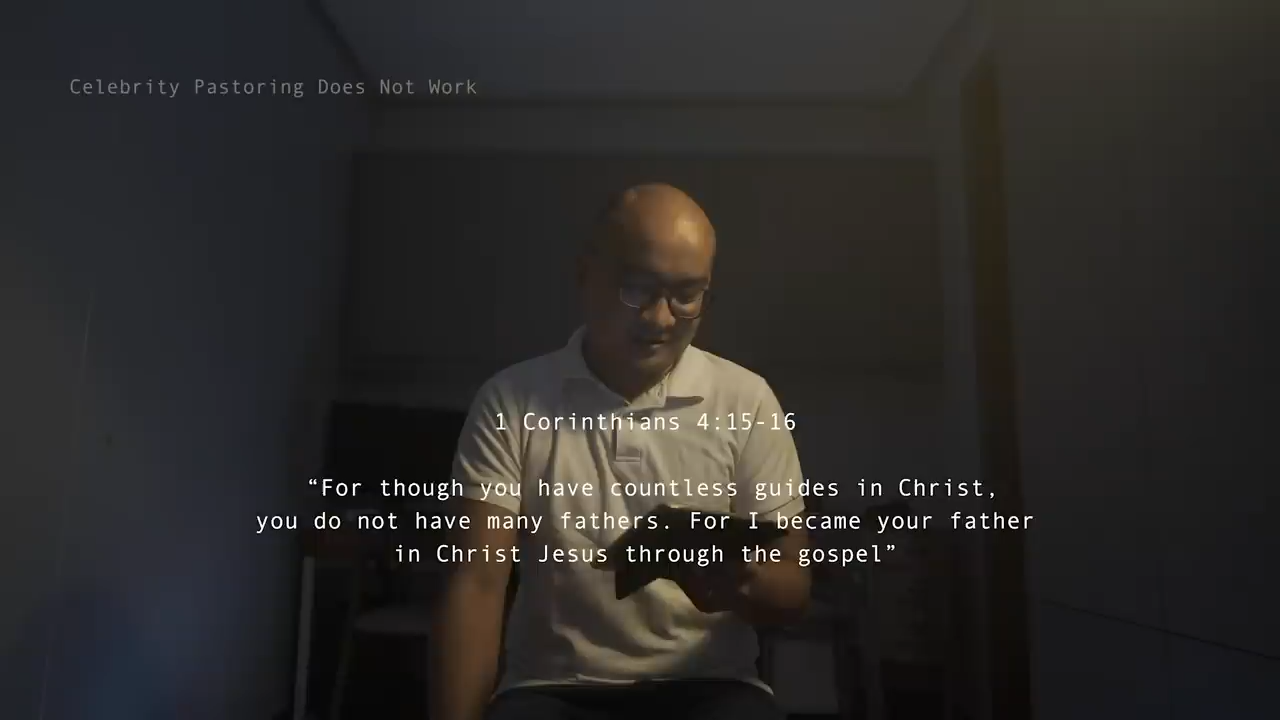 Celebrity Pastoring Does Not Work
1 Corinthians 4:15-16
“For though you have countless guides in Christ,
you do not have many fathers. For I became your father
in Christ Jesus through the gospel”